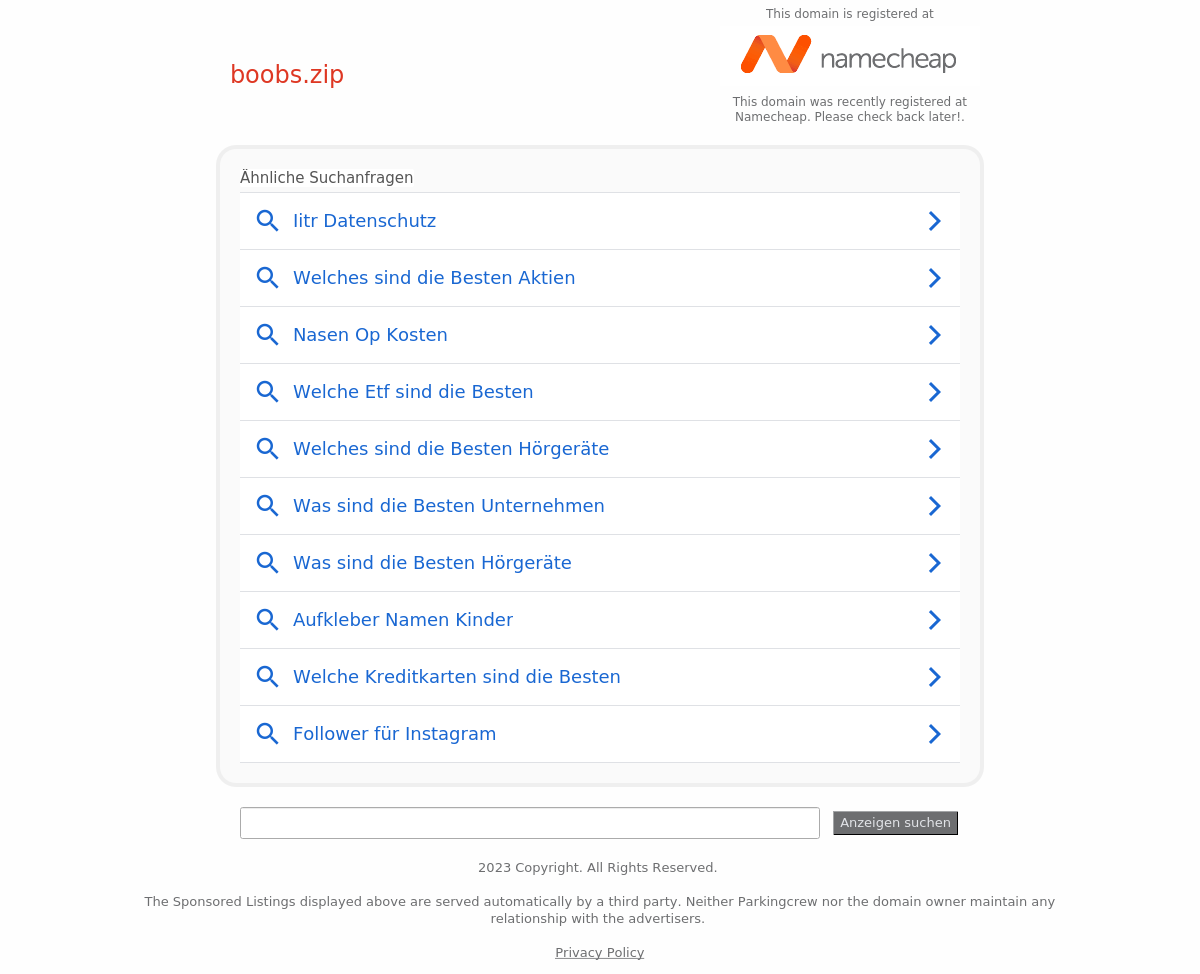 This domain is registered at
boobs.zip
namecheap
This domain was recently registered at
Namecheap. Please check back later!.
Ähnliche Suchanfragen
Iitr Datenschutz
Welches sind die Besten Aktien
Nasen Op Kosten
Welche Etf sind die Besten
Welches sind die Besten Hörgeräte
Was sind die Besten Unternehmen
Was sind die Besten Hörgeräte
Aufkleber Namen Kinder
Welche Kreditkarten sind die Besten
Follower für Instagram
Anzeigen suchen
2023 Copyright. All Rights Reserved.
The Sponsored Listings displayed above are served automatically by a third party. Neither Parkingcrew nor the domain owner maintain any
relationship with the advertisers.
Privacy Policy